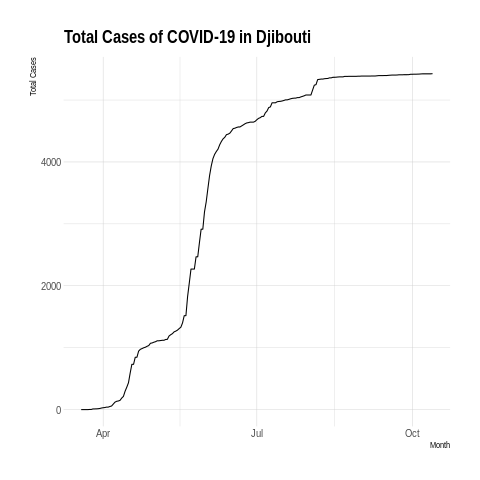 Total Cases of COVID-19 in Djibouti
Total Cases
4000
2000
0
Apr
Jul
Oct
Month